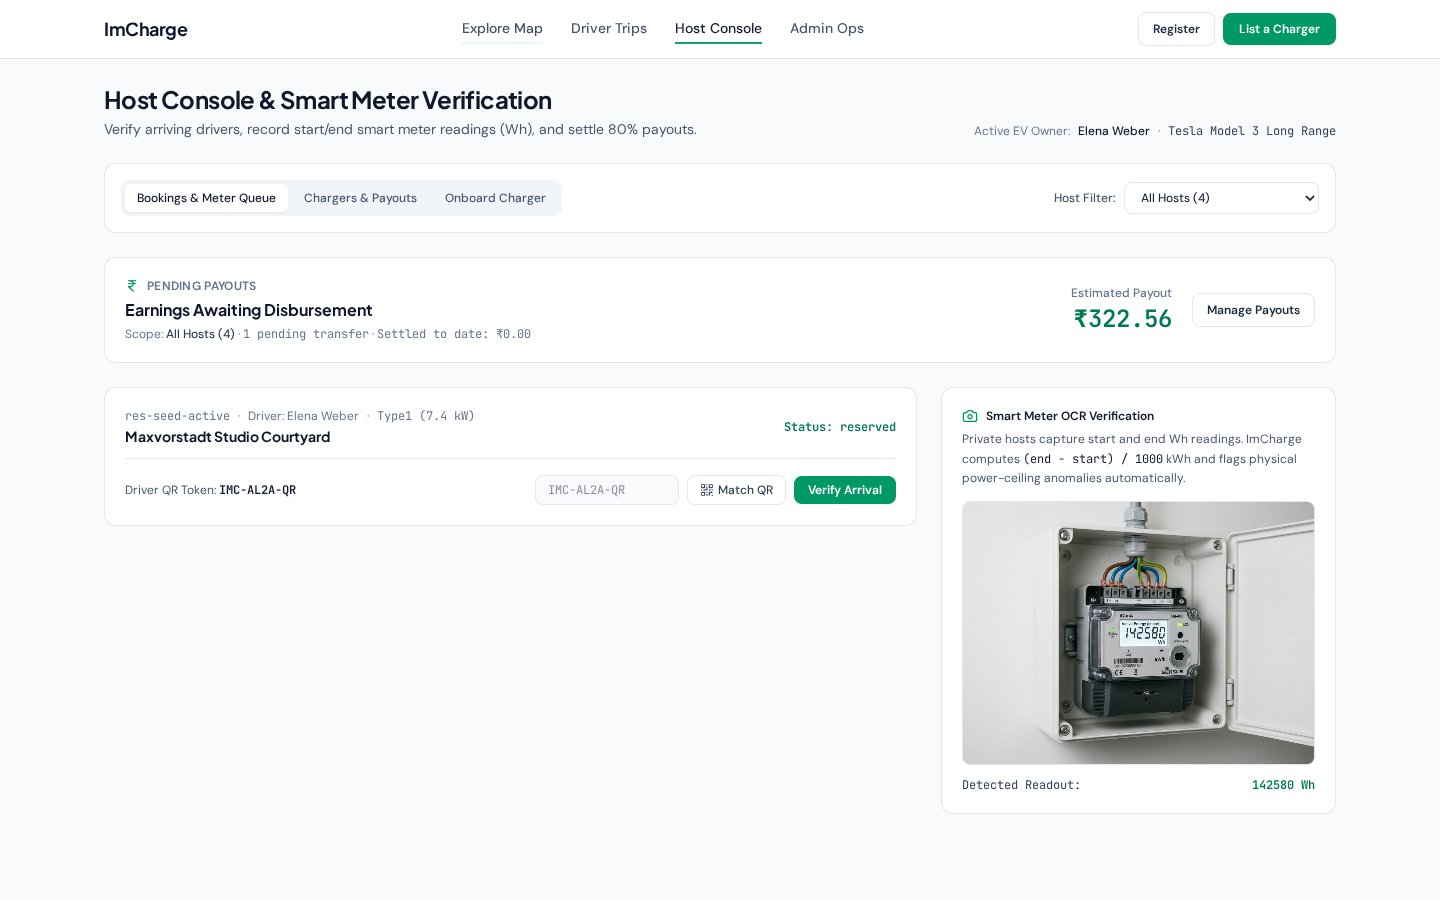 ImCharge
Explore Map
Driver Trips
Host Console
Admin Ops
Register
List a Charger
Host Console & Smart Meter Verification
Verify arriving drivers, record start/end smart meter readings (Wh), and settle 80% payouts.
Active EV Owner: Elena Weber · Tesla Model 3 Long Range
Bookings & Meter Queue
Chargers & Payouts
Onboard Charger
Host Filter:
All Hosts (4)
₹ PENDING PAYOUTS
Earnings Awaiting Disbursement
Scope: All Hosts (4) · 1 pending transfer · Settled to date: ₹0.00
Estimated Payout
₹322.56
Manage Payouts
res-seed-active · Driver: Elena Weber · Type1 (7.4 kW)
Maxvorstadt Studio Courtyard
Status: reserved
Driver QR Token: IMC-AL2A-QR
IMC-AL2A-QR
Match QR
Verify Arrival
Smart Meter OCR Verification
Private hosts capture start and end Wh readings. ImCharge
computes (end - start) / 1000 kWh and flags physical
power-ceiling anomalies automatically.
142580
Wh
CE
Detected Readout:
142580 Wh